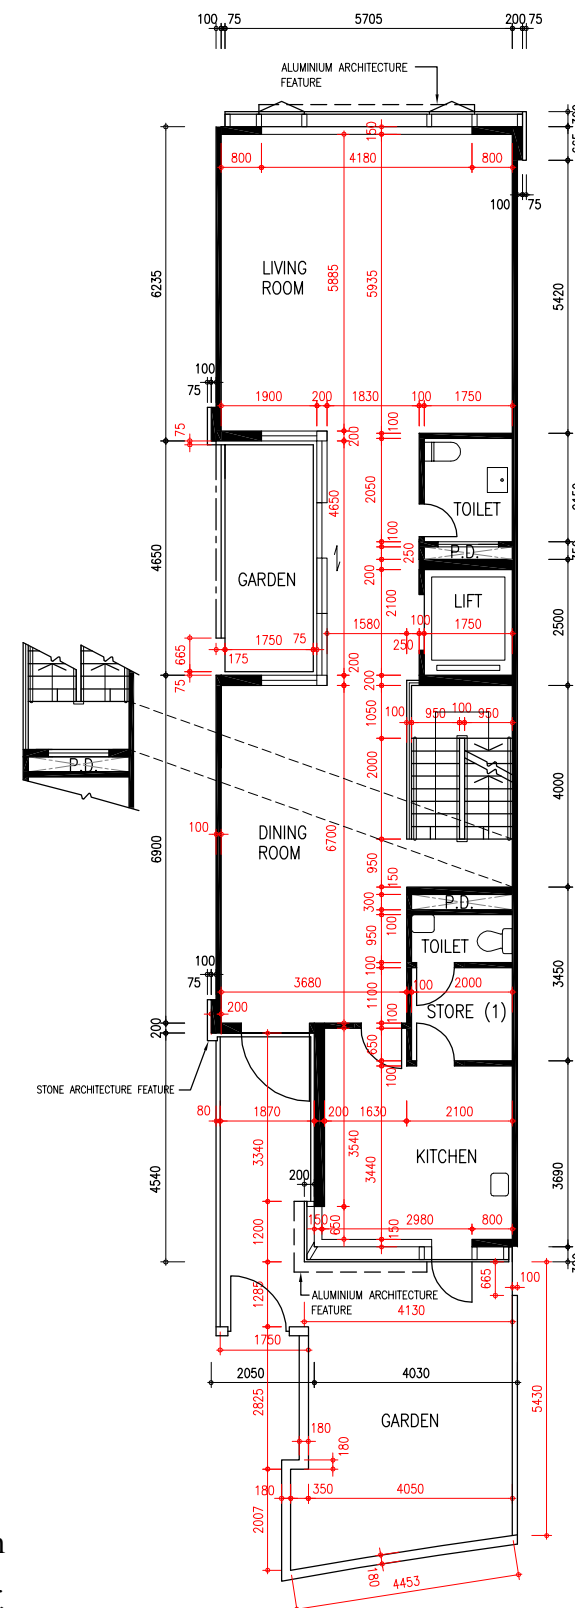 100 75 5705 200 75
ALUMINIUM ARCHITECTURE
FEATURE
150
800 4180 800
665
100 75
LIVING
ROOM
5885
5935
6235
5420
100
75
1900 200 1830 100 1750
75
200
100
2050
4650
TOILET
100
P.D.
250
GARDEN
4650
200
LIFT
2100
2500
1580 100 1750
250
665
1750 75
175
75
200
200
1050
100 950 100 950
2000
P.D.
4000
100
DINING
ROOM
6700
6900
950
150
300
P.D.
100
950
TOILET
100
75
100
3450
3680 100 2000
1100
STORE (1)
200
100
200
650
STONE ARCHITECTURE FEATURE
100
80 1870 200 1630 2100
3340
3540
3440
KITCHEN
4540
3690
200
150 2980 800
650
150
1200
665
100
1285
ALUMINIUM ARCHITECTURE
FEATURE
4130
1750
2050 4030
2825
5430
GARDEN
180
180
180 350 4050
2007
180
4453